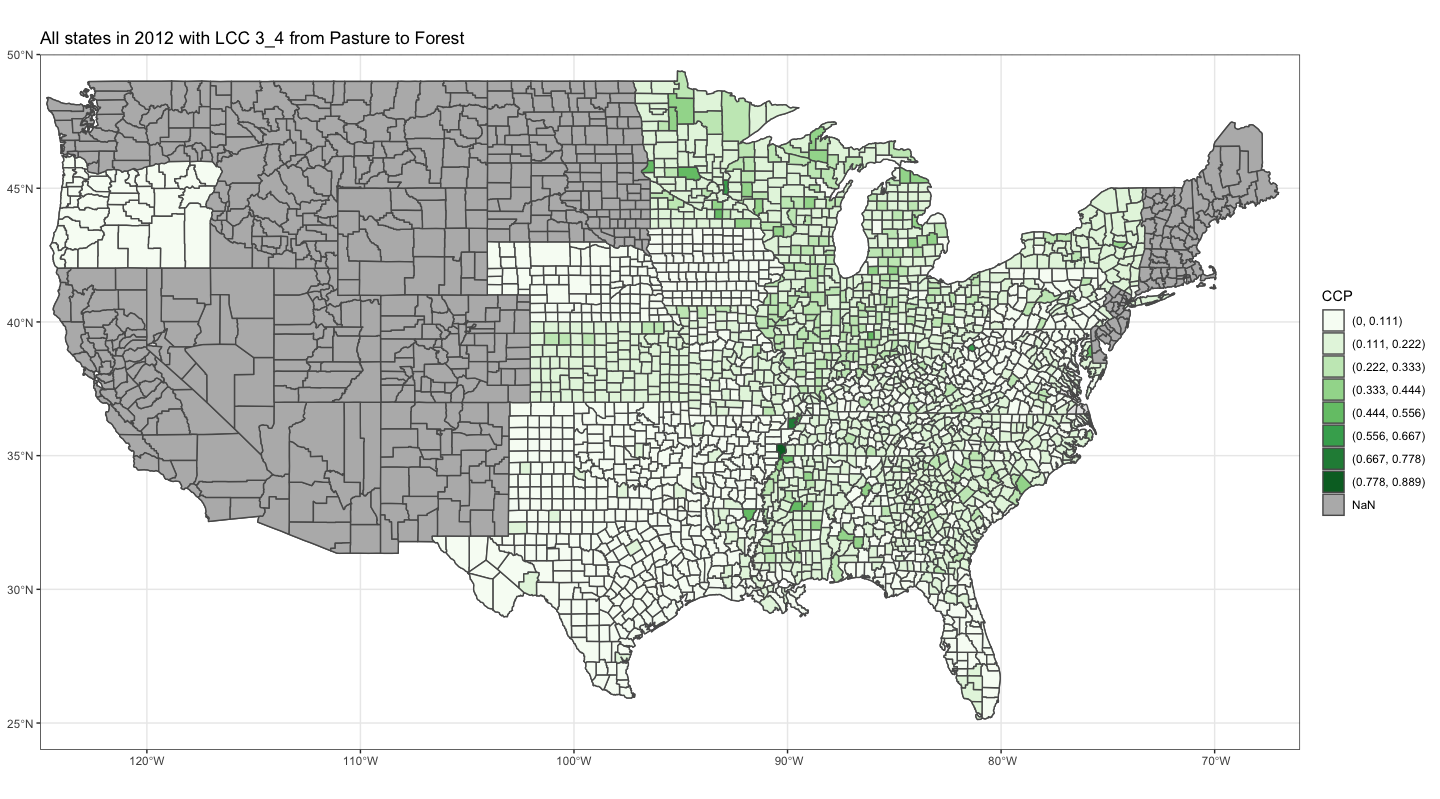 All states in 2012 with LCC 3_4 from Pasture to Forest
50°N
45°N
40°N
35°N
30°N
25°N
120°W
110°W
100°W
90°W
80°W
70°W
CCP
(0, 0.111)
(0.111, 0.222)
(0.222, 0.333)
(0.333, 0.444)
(0.444, 0.556)
(0.556, 0.667)
(0.667, 0.778)
(0.778, 0.889)
NaN